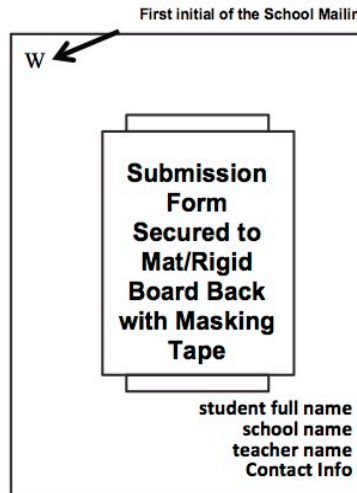 First initial of the School
W
Submission
Form
Secured to
Mat/Rigid
Board Back
with Masking
Tape
student full name
school name
teacher name
Contact Info